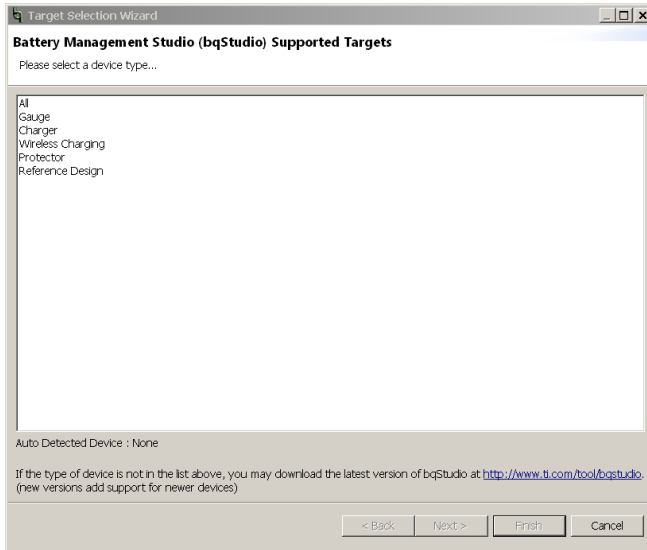 Target Selection Wizard
Battery Management Studio (bqStudio) Supported Targets
Please select a device type...
All
Gauge
Charger
Wireless Charging
Protector
Reference Design
Auto Detected Device : None
If the type of device is not in the list above, you may download the latest version of bqStudio at http://www.ti.com/tool/bqstudio.
(new versions add support for newer devices)
< Back Next > Finish Cancel